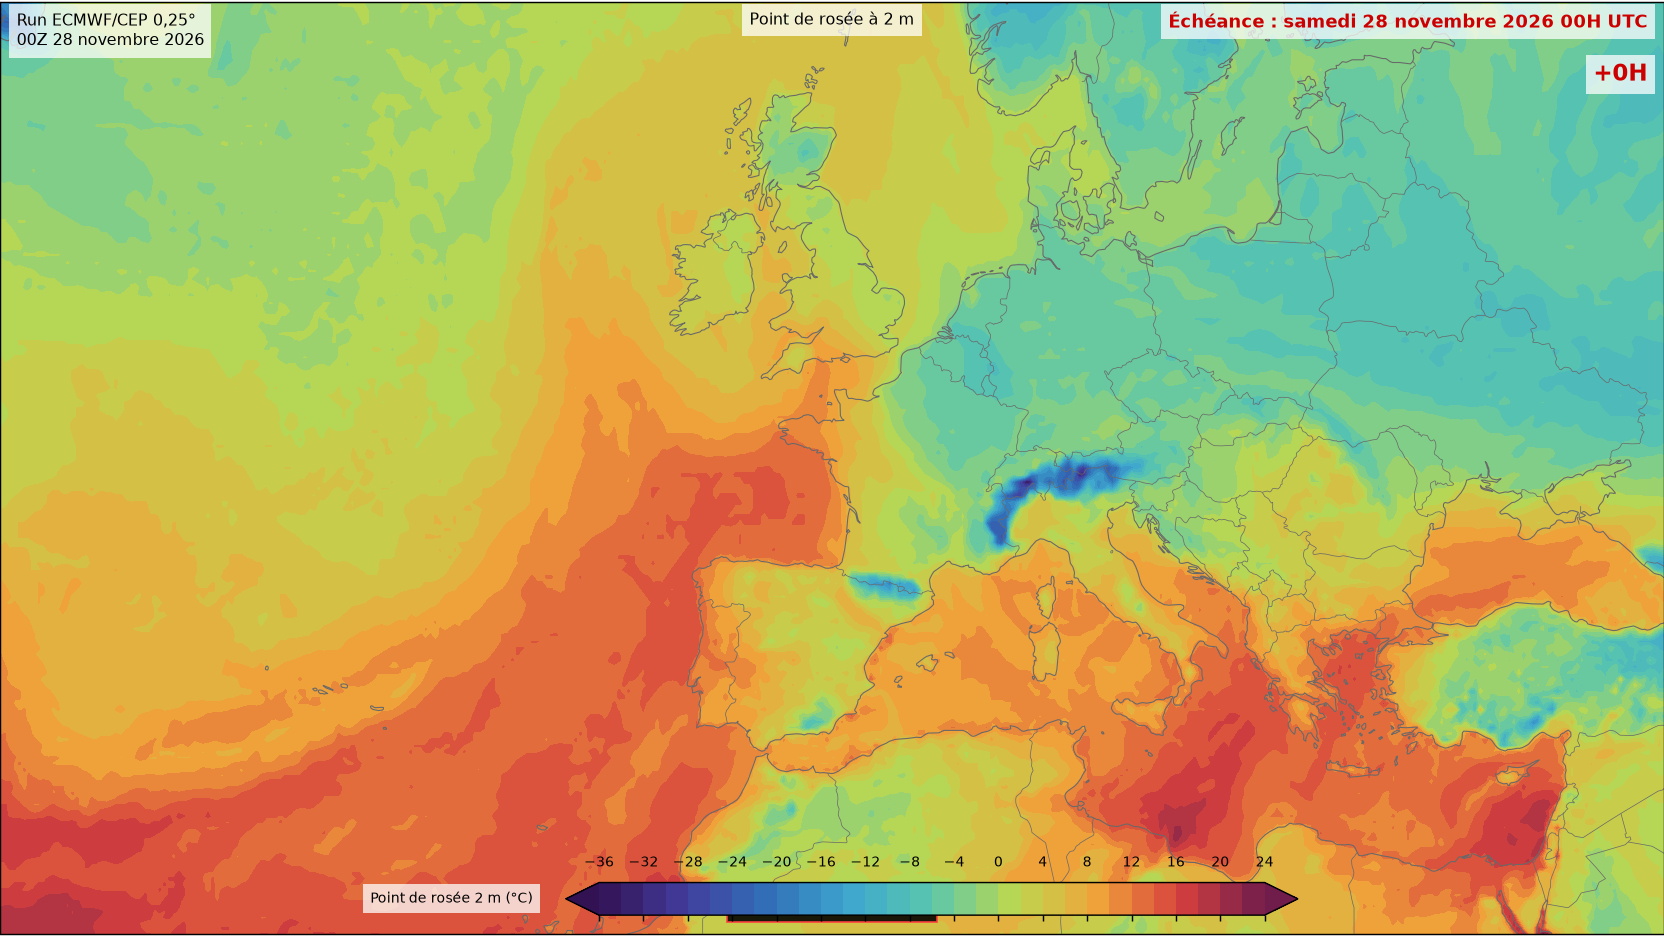 Run ECMWF/CEP 0,25°
00Z 28 novembre 2026
Point de rosée à 2 m
Échéance : samedi 28 novembre 2026 00H UTC
+0H
−36 −32 −28 −24 −20 −16 −12 −8 −4 0 4 8 12 16 20 24
Point de rosée 2 m (°C)